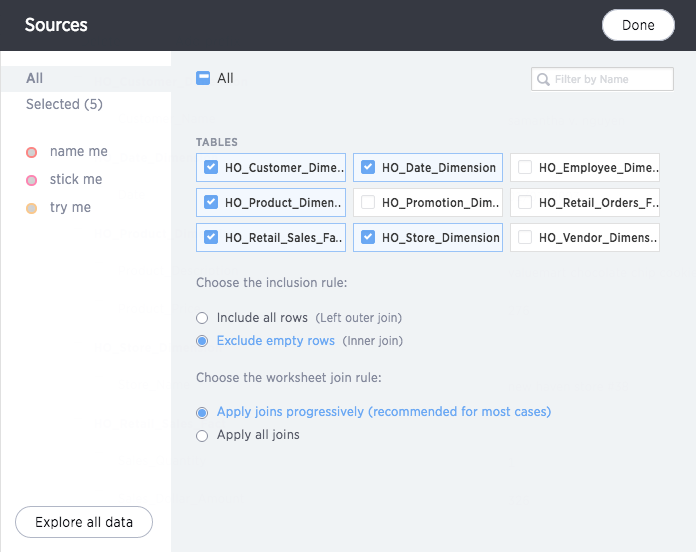 Sources
Done
All
Selected (5)
name me
stick me
try me
Explore all data
All
Filter by Name
TABLES
HO_Customer_Dime..
HO_Date_Dimension
HO_Employee_Dime..
HO_Product_Dimen..
HO_Promotion_Dim..
HO_Retail_Orders_F..
HO_Retail_Sales_Fa..
HO_Store_Dimension
HO_Vendor_Dimens..
Choose the inclusion rule:
Include all rows (Left outer join)
Exclude empty rows (Inner join)
Choose the worksheet join rule:
Apply joins progressively (recommended for most cases)
Apply all joins